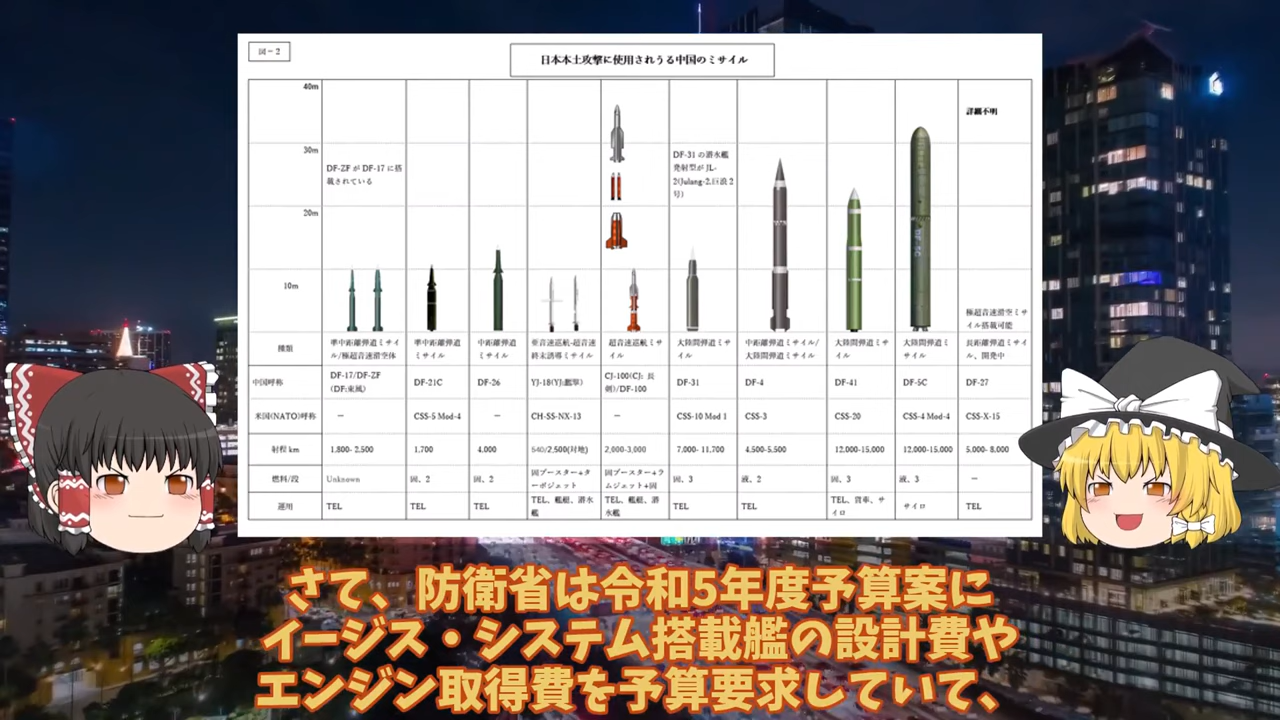 図-2
日本本土攻撃に使用されうる中国のミサイル
40m
30m
20m
10m
DF-ZF が DF-17 に搭
載されている
DF-31 の潜水艦
発射型が JL-
2(Julang-2.巨浪 2
号)
詳細不明
極超音速滑空ミサ
イル搭載可能
種類
準中距離弾道ミサイ
ル/極超音速滑空体
準中距離弾道
ミサイル
中距離弾道
ミサイル
亜音速巡航-超音速
終末誘導ミサイル
超音速巡航ミサ
イル
大陸間弾道ミサ
イル
中距離弾道ミサイル/
大陸間弾道ミサイル
大陸間弾道ミサ
イル
大陸間弾道ミサ
イル
長距離弾道ミサイ
ル、開発中
中国呼称
DF-17/DF-ZF
(DF:東風)
DF-21C
DF-26
YJ-18(YJ:鷹撃)
CJ-100(CJ: 長
剣)/DF-100
DF-31
DF-4
DF-41
DF-5C
DF-27
米国(NATO)呼称
－
CSS-5 Mod-4
－
CH-SS-NX-13
－
CSS-10 Mod 1
CSS-3
CSS-20
CSS-4 Mod-4
CSS-X-15
射程 km
1,800- 2,500
1,700
4,000
540/2,500(対地)
2,000-3,000
7,000- 11,700
4,500-5,500
12,000-15,000
12,000-15,000
5,000- 8,000
燃料/段
Unknown
固、2
固、2
固ブースター+タ
ーボジェット
固ブースター+ラ
ムジェット+固
固、3
液、2
固、3
液、3
－
運用
TEL
TEL
TEL
TEL、艦艇、潜水
艦
TEL、艦艇、潜
水艦
TEL
TEL
TEL、貨車、サ
イロ
サイロ
TEL
さて、防衛省は令和5年度予算案に
イージス・システム搭載艦の設計費や
エンジン取得費を予算要求していて、